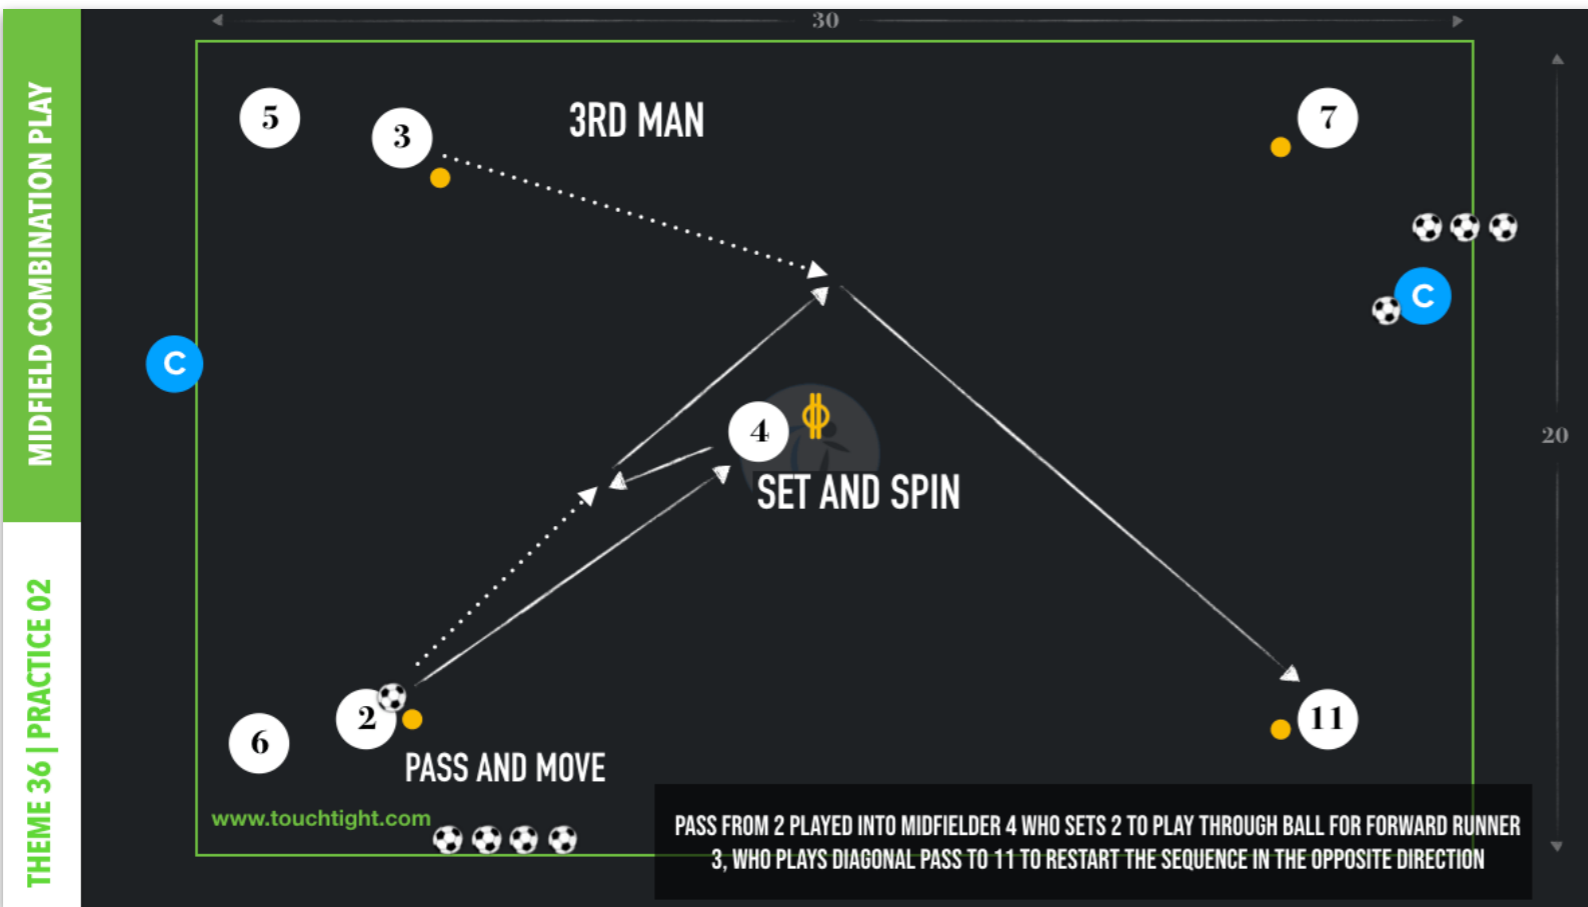 30
MIDFIELD COMBINATION PLAY
THEME 36 | PRACTICE 02
5
3
3RD MAN
7
C
C
4
20
SET AND SPIN
2
11
6
PASS AND MOVE
www.touchtight.com
PASS FROM 2 PLAYED INTO MIDFIELDER 4 WHO SETS 2 TO PLAY THROUGH BALL FOR FORWARD RUNNER
3, WHO PLAYS DIAGONAL PASS TO 11 TO RESTART THE SEQUENCE IN THE OPPOSITE DIRECTION